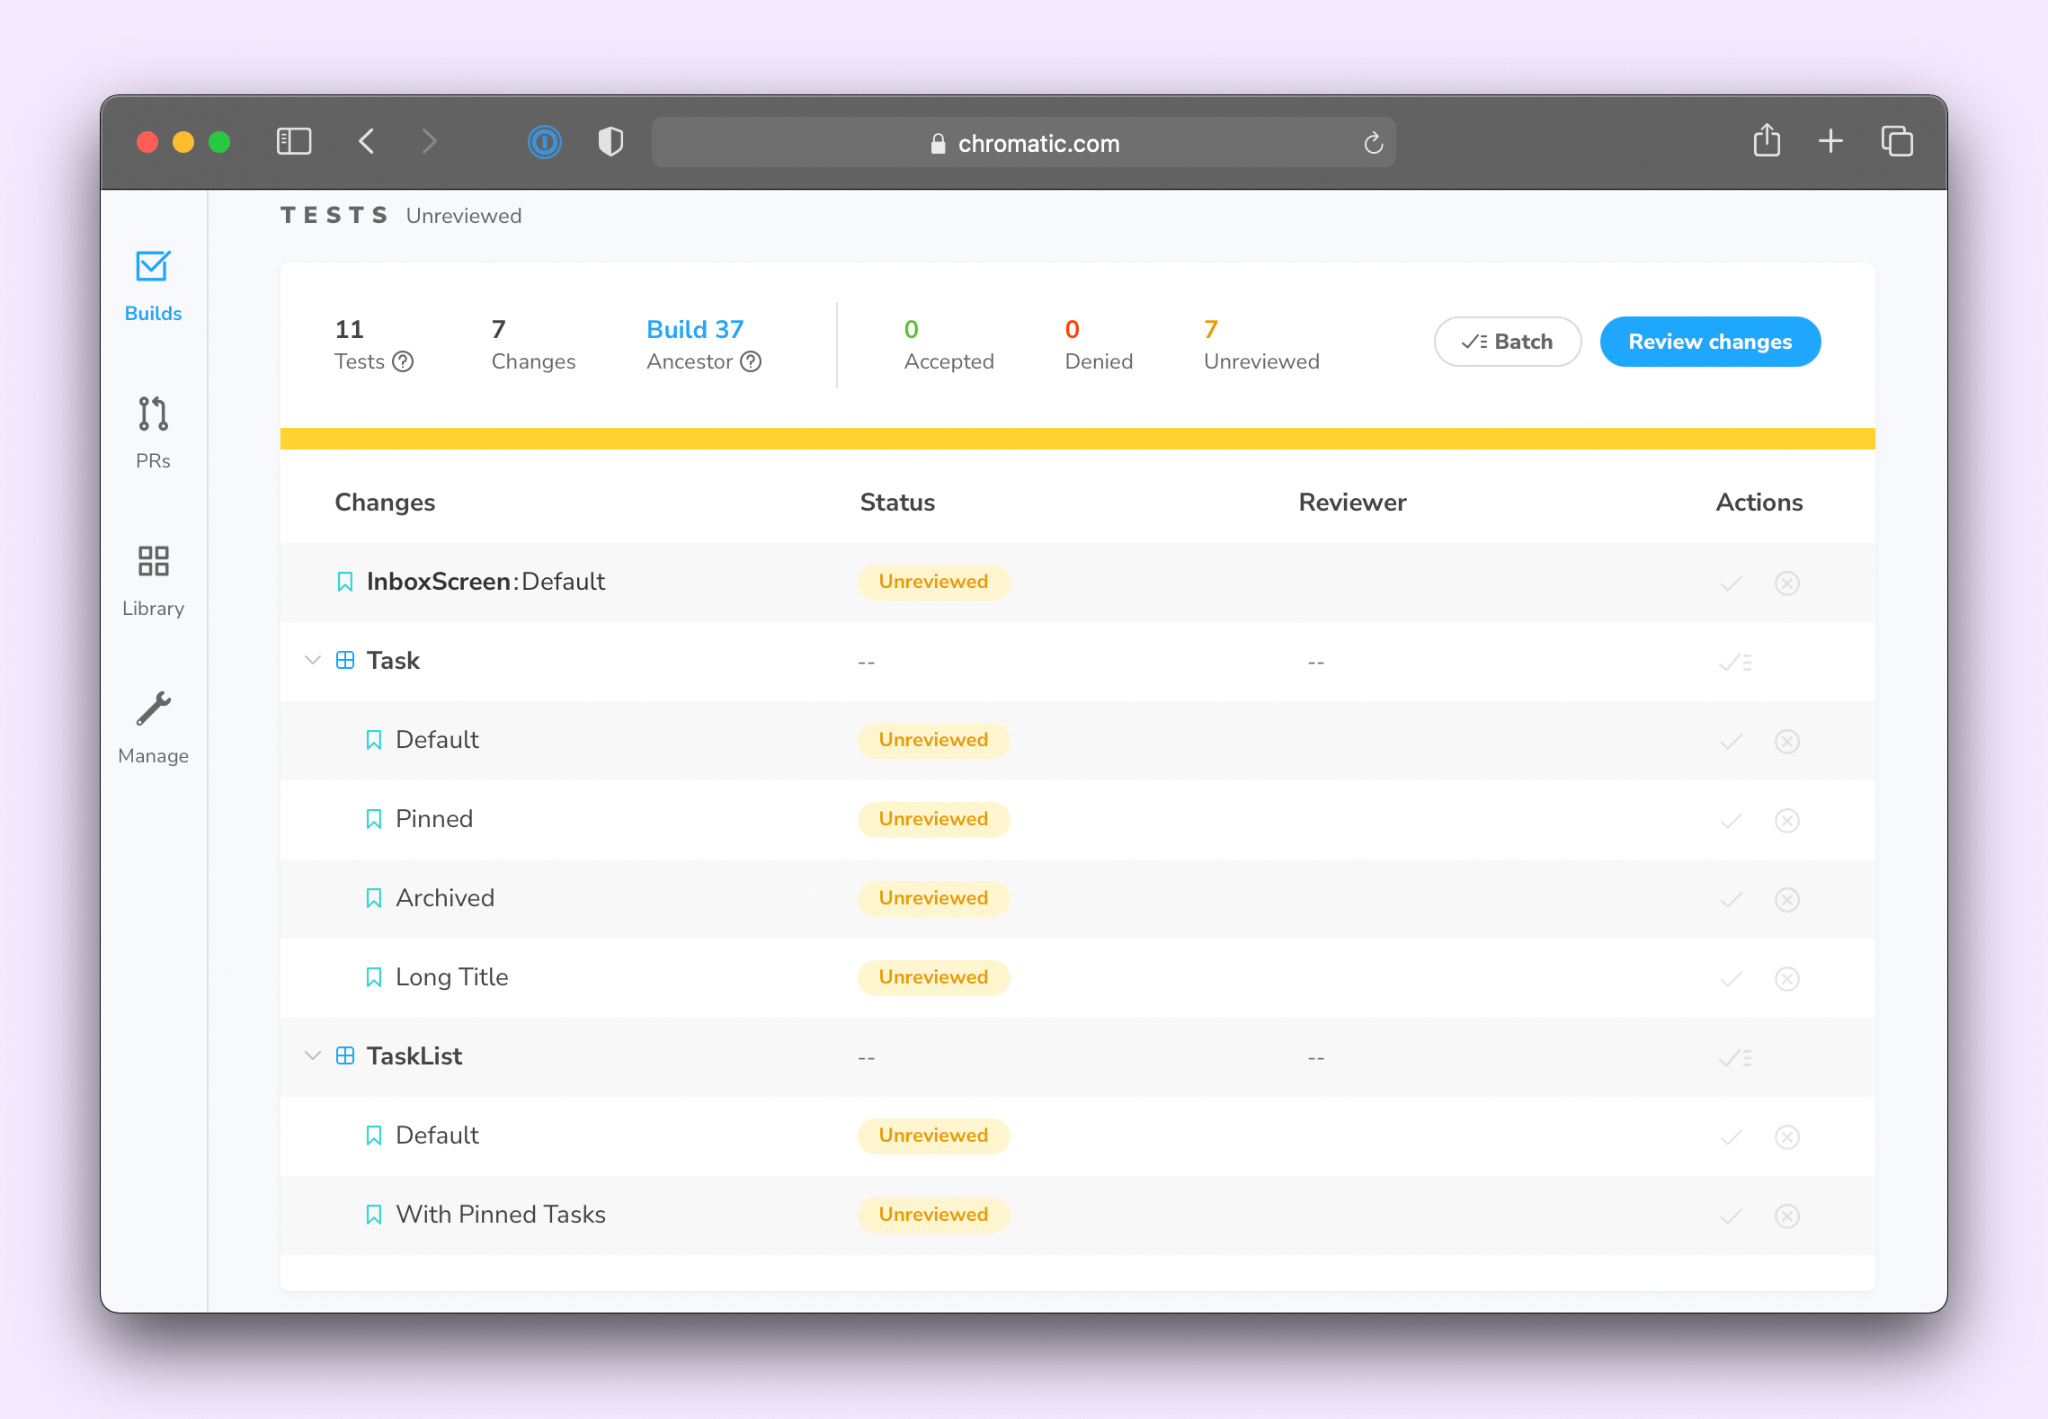 chromatic.com
TESTS Unreviewed
Builds
PRs
Library
Manage
11 7 Build 37 0 0 7
Tests Changes Ancestor Accepted Denied Unreviewed
Batch Review changes
Changes Status Reviewer Actions
InboxScreen:Default Unreviewed
Task -- --
Default Unreviewed
Pinned Unreviewed
Archived Unreviewed
Long Title Unreviewed
TaskList -- --
Default Unreviewed
With Pinned Tasks Unreviewed